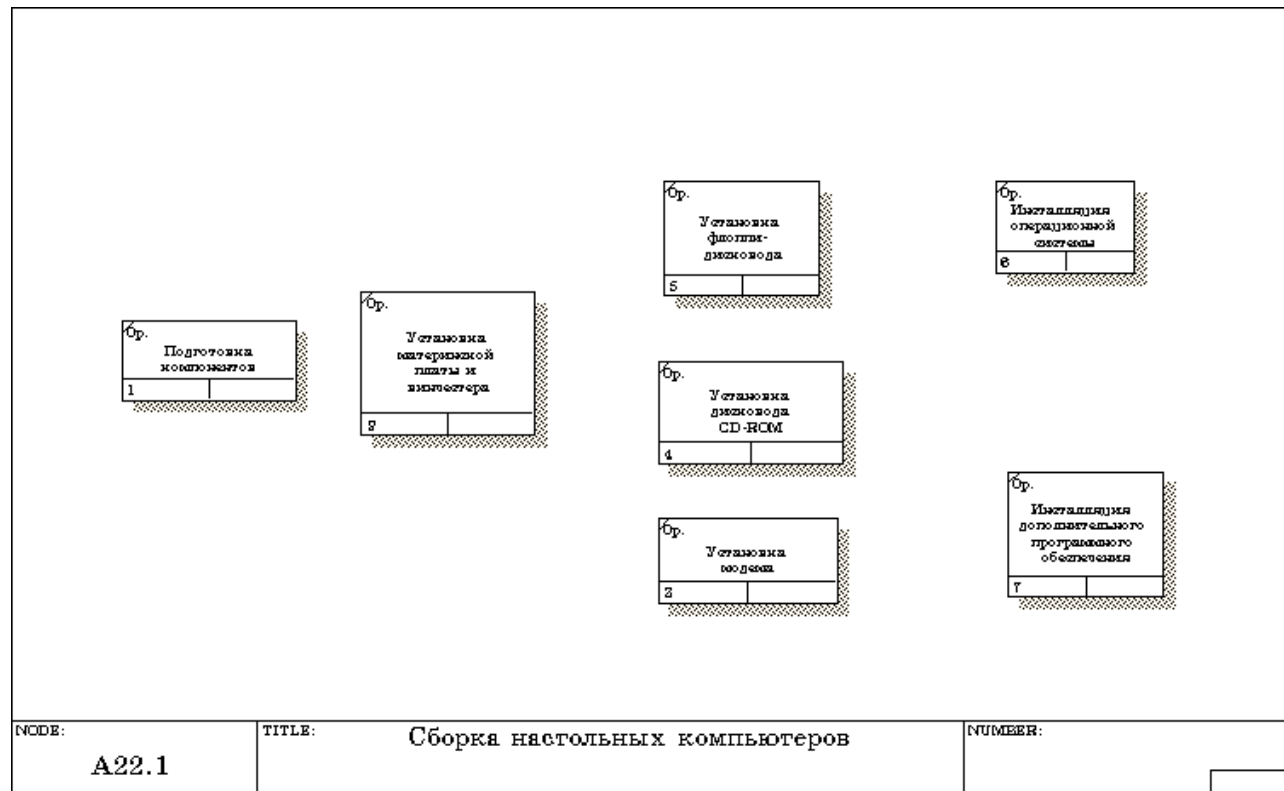 0р.
Подготовка
компонентов
1
0р.
Установка
материнской
платы и
винчестера
2
0р.
Установка
флоппи-
дисковода
5
0р.
Установка
дисковода
CD-ROM
4
0р.
Установка
модема
3
0р.
Инсталляция
операционной
системы
6
0р.
Инсталляция
дополнительного
программного
обеспечения
7
NODE:
A22.1
TITLE:
Сборка настольных компьютеров
NUMBER: